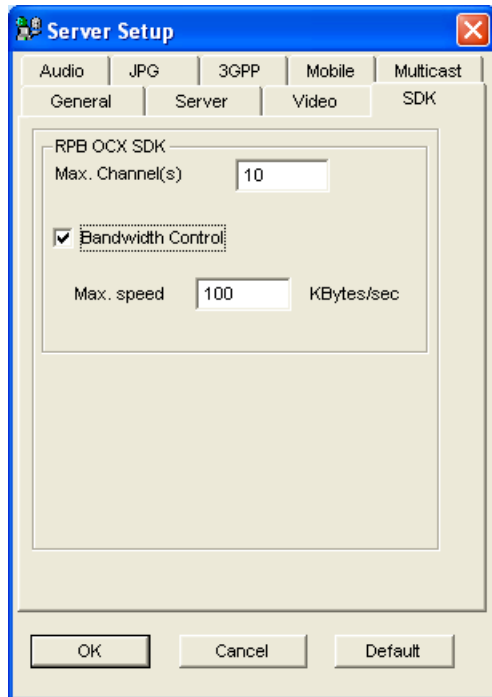 Server Setup
Audio JPG 3GPP Mobile Multicast
General Server Video SDK
RPB OCX SDK
Max. Channel(s) 10
Bandwidth Control
Max. speed 100 KBytes/sec
OK Cancel Default